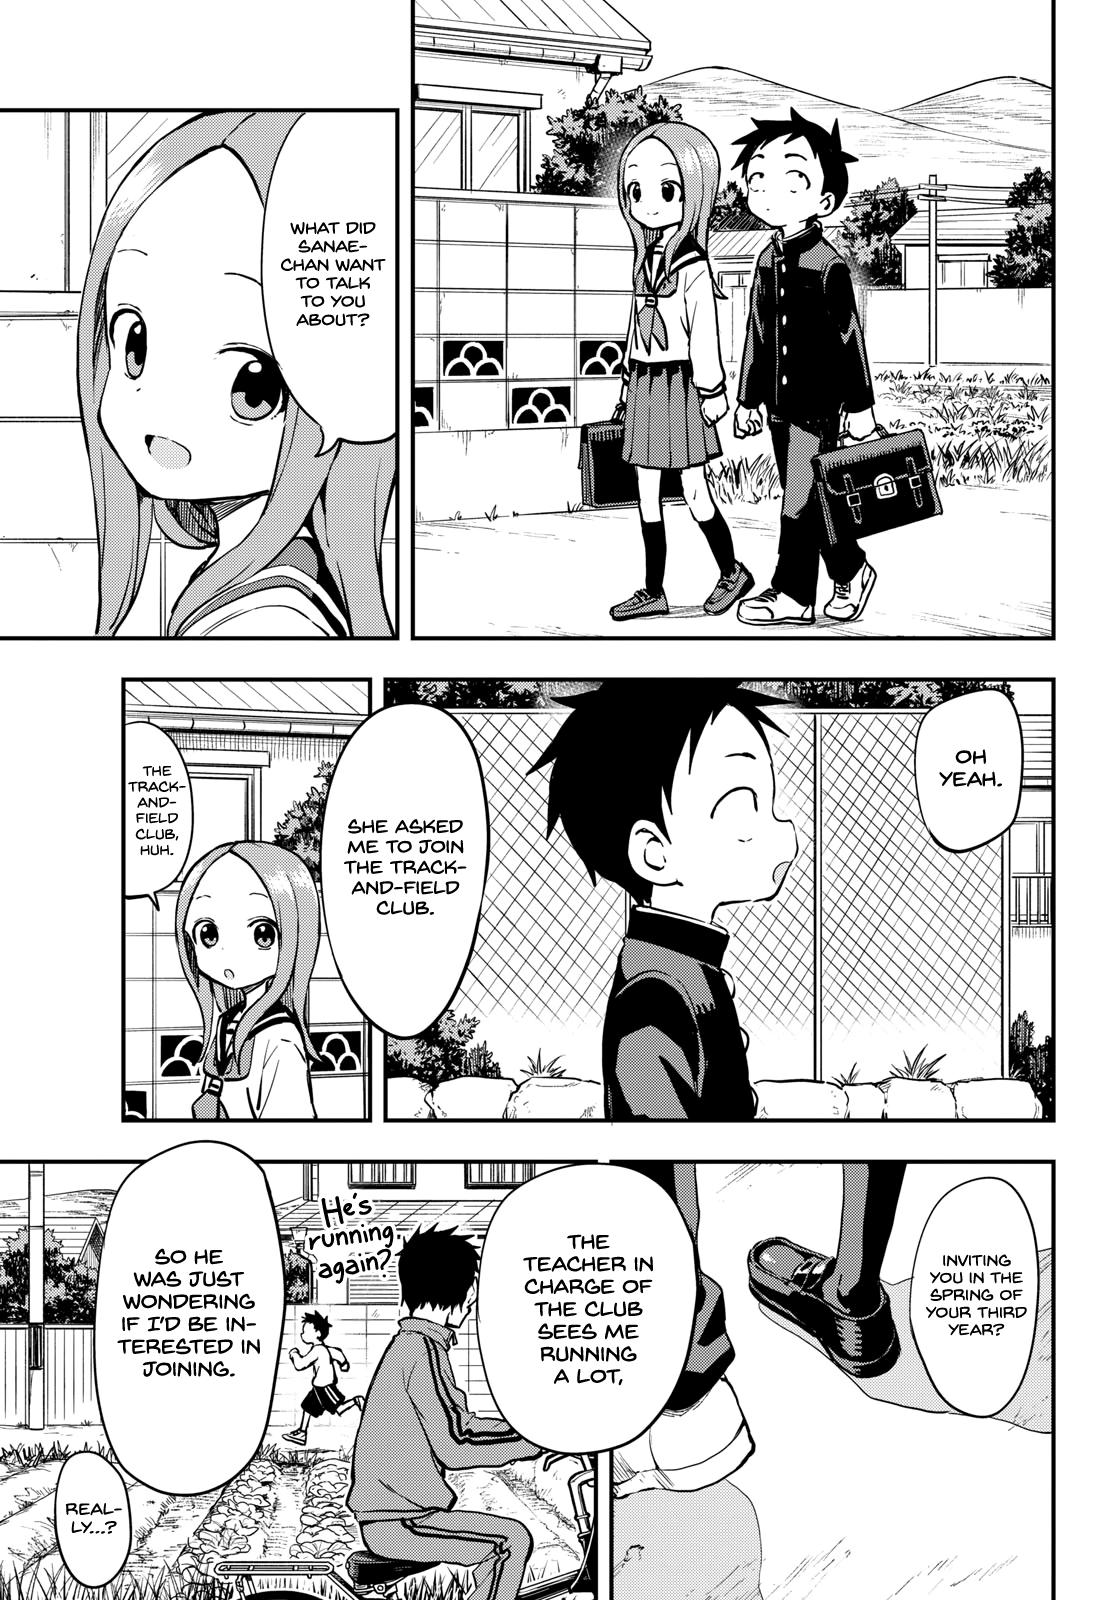 WHAT DID
SANAE-
CHAN WANT
TO TALK
TO YOU
ABOUT?
OH
YEAH.
SHE ASKED
ME TO JOIN
THE TRACK-
AND-FIELD
CLUB.
THE
TRACK-
AND-
FIELD
CLUB,
HUH.
INVITING
YOU IN THE
SPRING OF
YOUR THIRD
YEAR?
THE
TEACHER IN
CHARGE OF
THE CLUB
SEES ME
RUNNING
A LOT,
He's
running
again?
SO HE
WAS JUST
WONDERING
IF I'D BE IN-
TERESTED IN
JOINING.
REAL-
LY...?